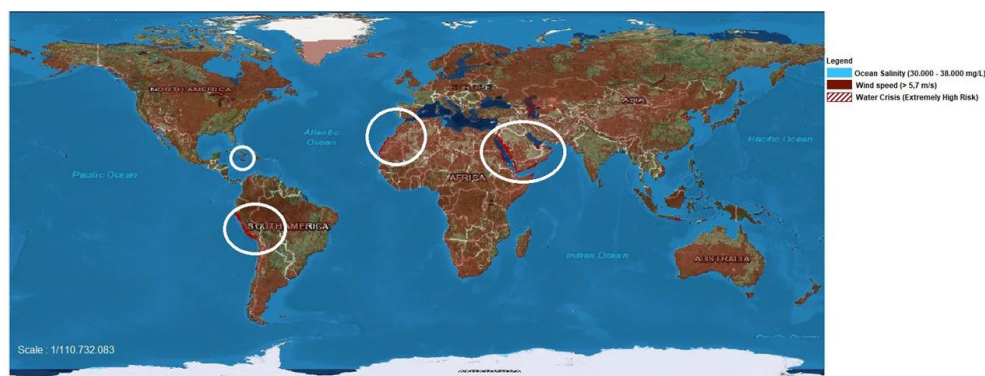 NORTH AMERICA
EUROPE
ASIA
Atlantic
Ocean
Pacific Ocean
Pacific Ocean
AFRICA
SOUTH AMERICA
Indian Ocean
AUSTRALIA
Scale : 1/110.732.083
Legend
Ocean Salinity (30.000 - 38.000 mg/L)
Wind speed (> 5,7 m/s)
Water Crisis (Extremely High Risk)